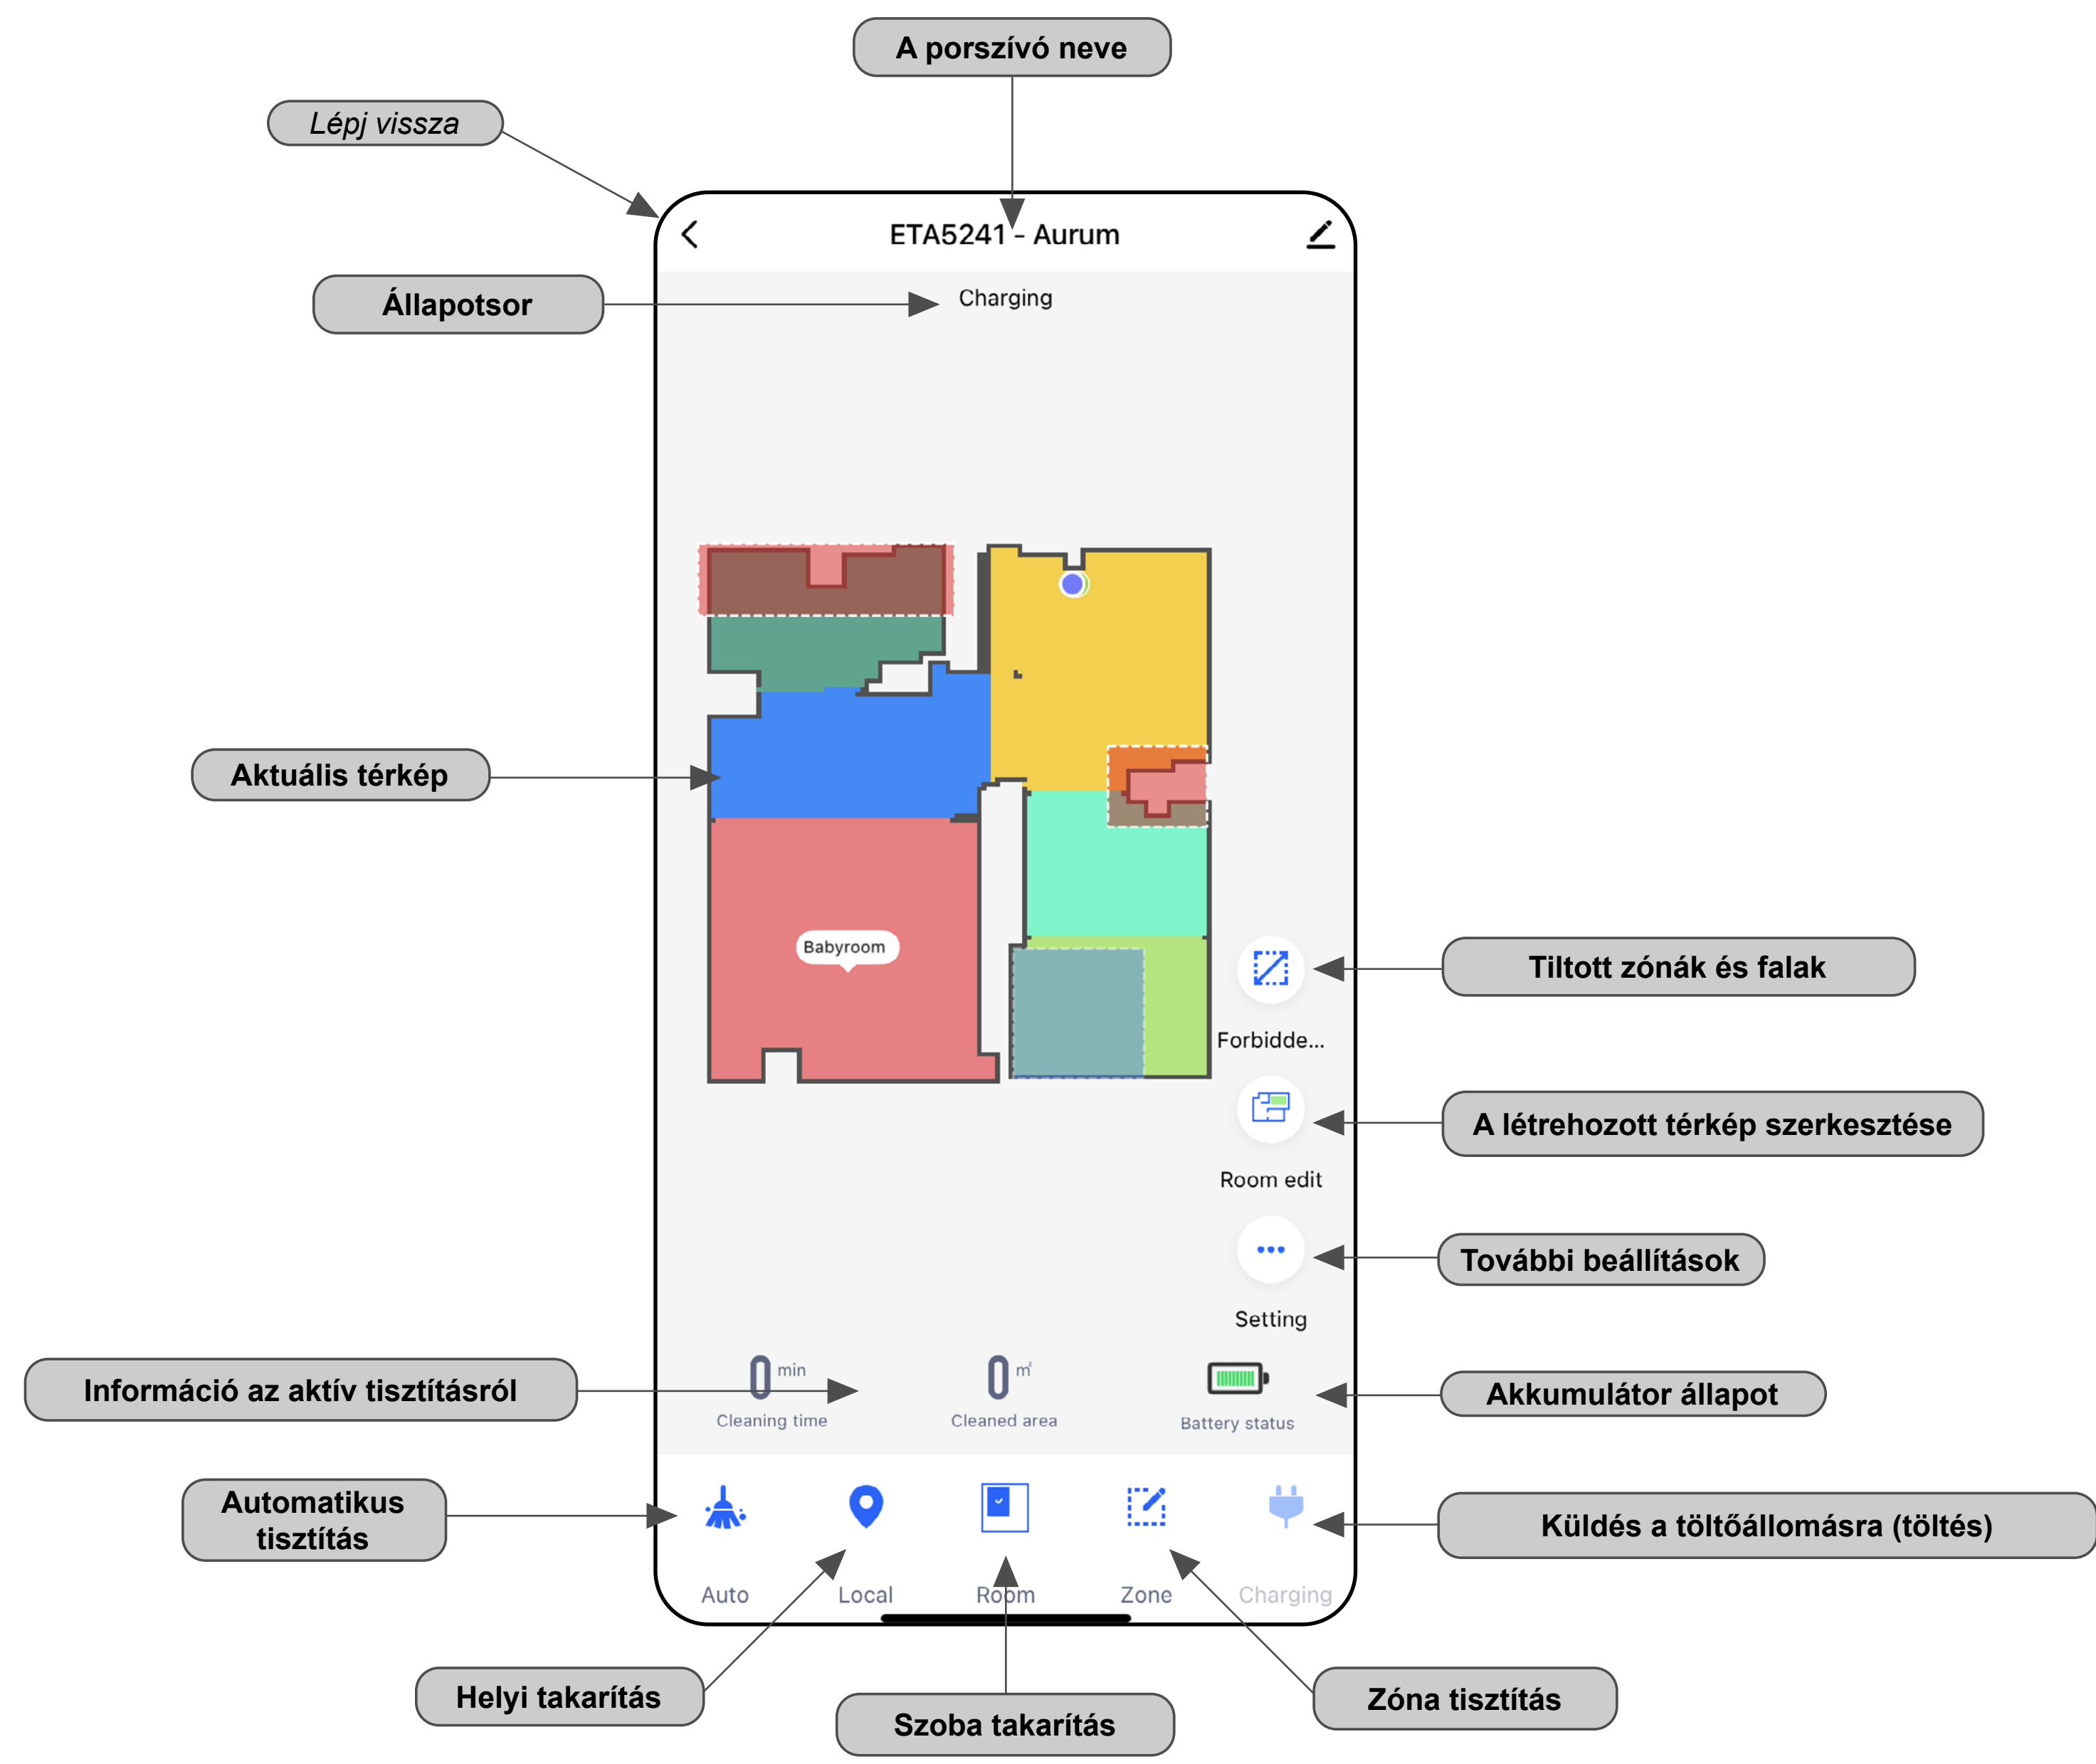 A porszívó neve
Lépj vissza
ETA5241 - Aurum
Állapotsor
Charging
Aktuális térkép
Babyroom
Tiltott zónák és falak
Forbidde...
A létrehozott térkép szerkesztése
Room edit
További beállítások
Setting
Információ az aktív tisztításról
0 min
Cleaning time
0 m²
Cleaned area
Battery status
Akkumulátor állapot
Automatikus
tisztítás
Küldés a töltőállomásra (töltés)
Auto
Local
Room
Zone
Charging
Helyi takarítás
Szoba takarítás
Zóna tisztítás